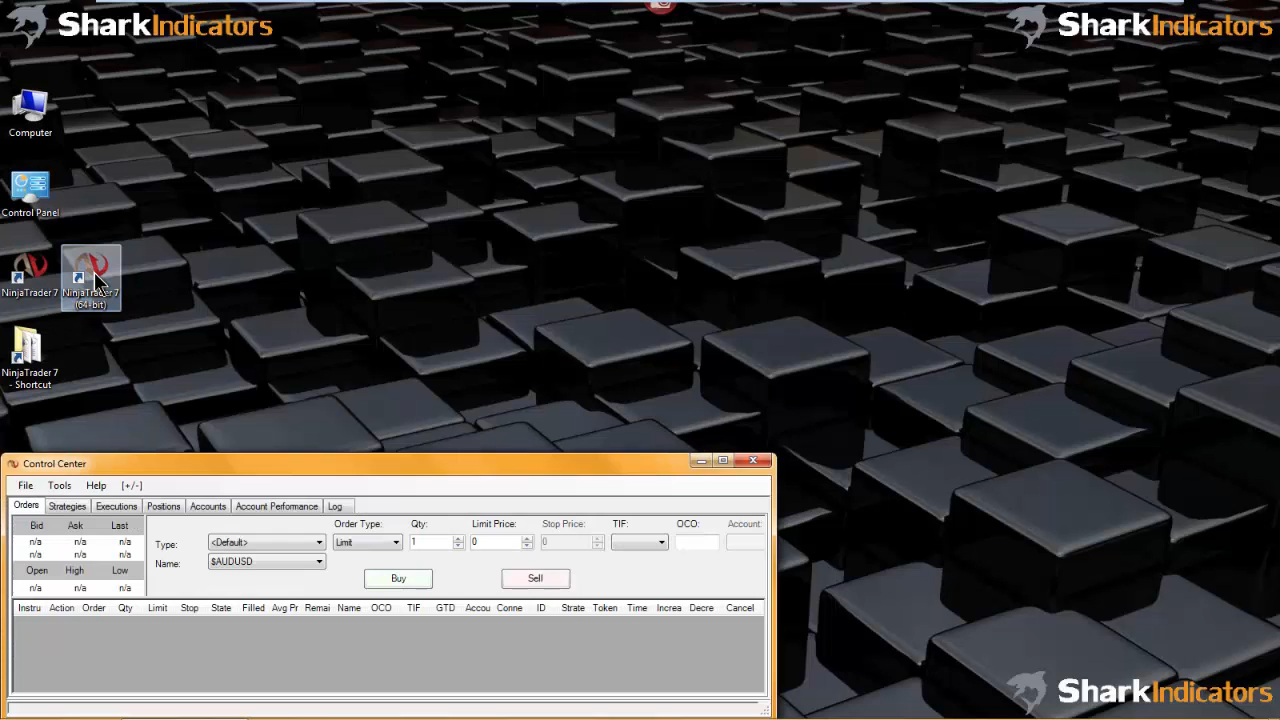 SharkIndicators
SharkIndicators
Computer
Control Panel
NinjaTrader 7
NinjaTrader 7
(64-bit)
NinjaTrader 7
- Shortcut
Control Center
File Tools Help [+/-]
Orders Strategies Executions Positions Accounts Account Performance Log
Bid Ask Last
n/a n/a n/a
n/a n/a n/a
Open High Low
n/a n/a n/a
Order Type: Qty: Limit Price: Stop Price: TIF: OCO: Account:
Type: <Default> Limit 1 0 0
Name: $AUDUSD
Buy Sell
Instru Action Order Qty Limit Stop State Filled Avg Pr Remai Name OCO TIF GTD Accou Conne ID Strate Token Time Increa Decre Cancel
SharkIndicators